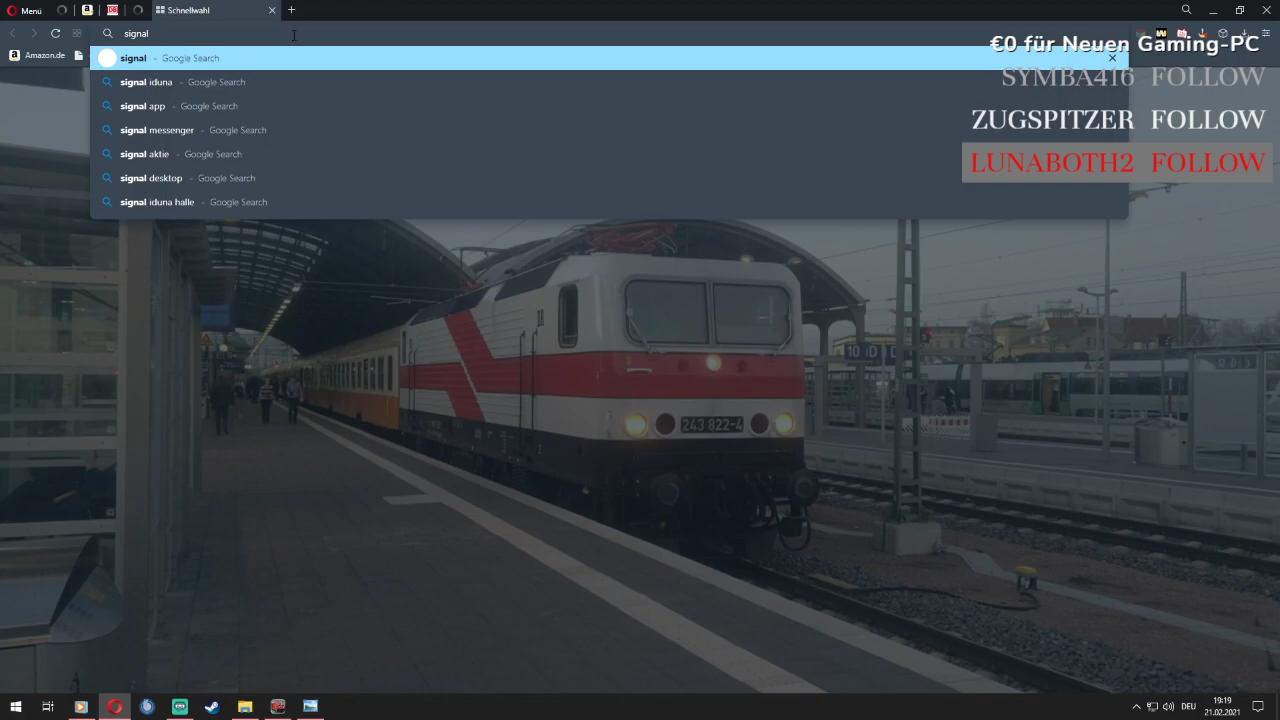 Menü
Schnellwahl
signal
Amazon.de
signal - Google Search
signal iduna - Google Search
signal app - Google Search
signal messenger - Google Search
signal aktie - Google Search
signal desktop - Google Search
signal iduna halle - Google Search
€0 für Neuen Gaming-PC
SYMBA416 FOLLOW
ZUGSPITZER FOLLOW
LUNABOTH2 FOLLOW
10
243 822-4
DEU
19:19
21.02.2021